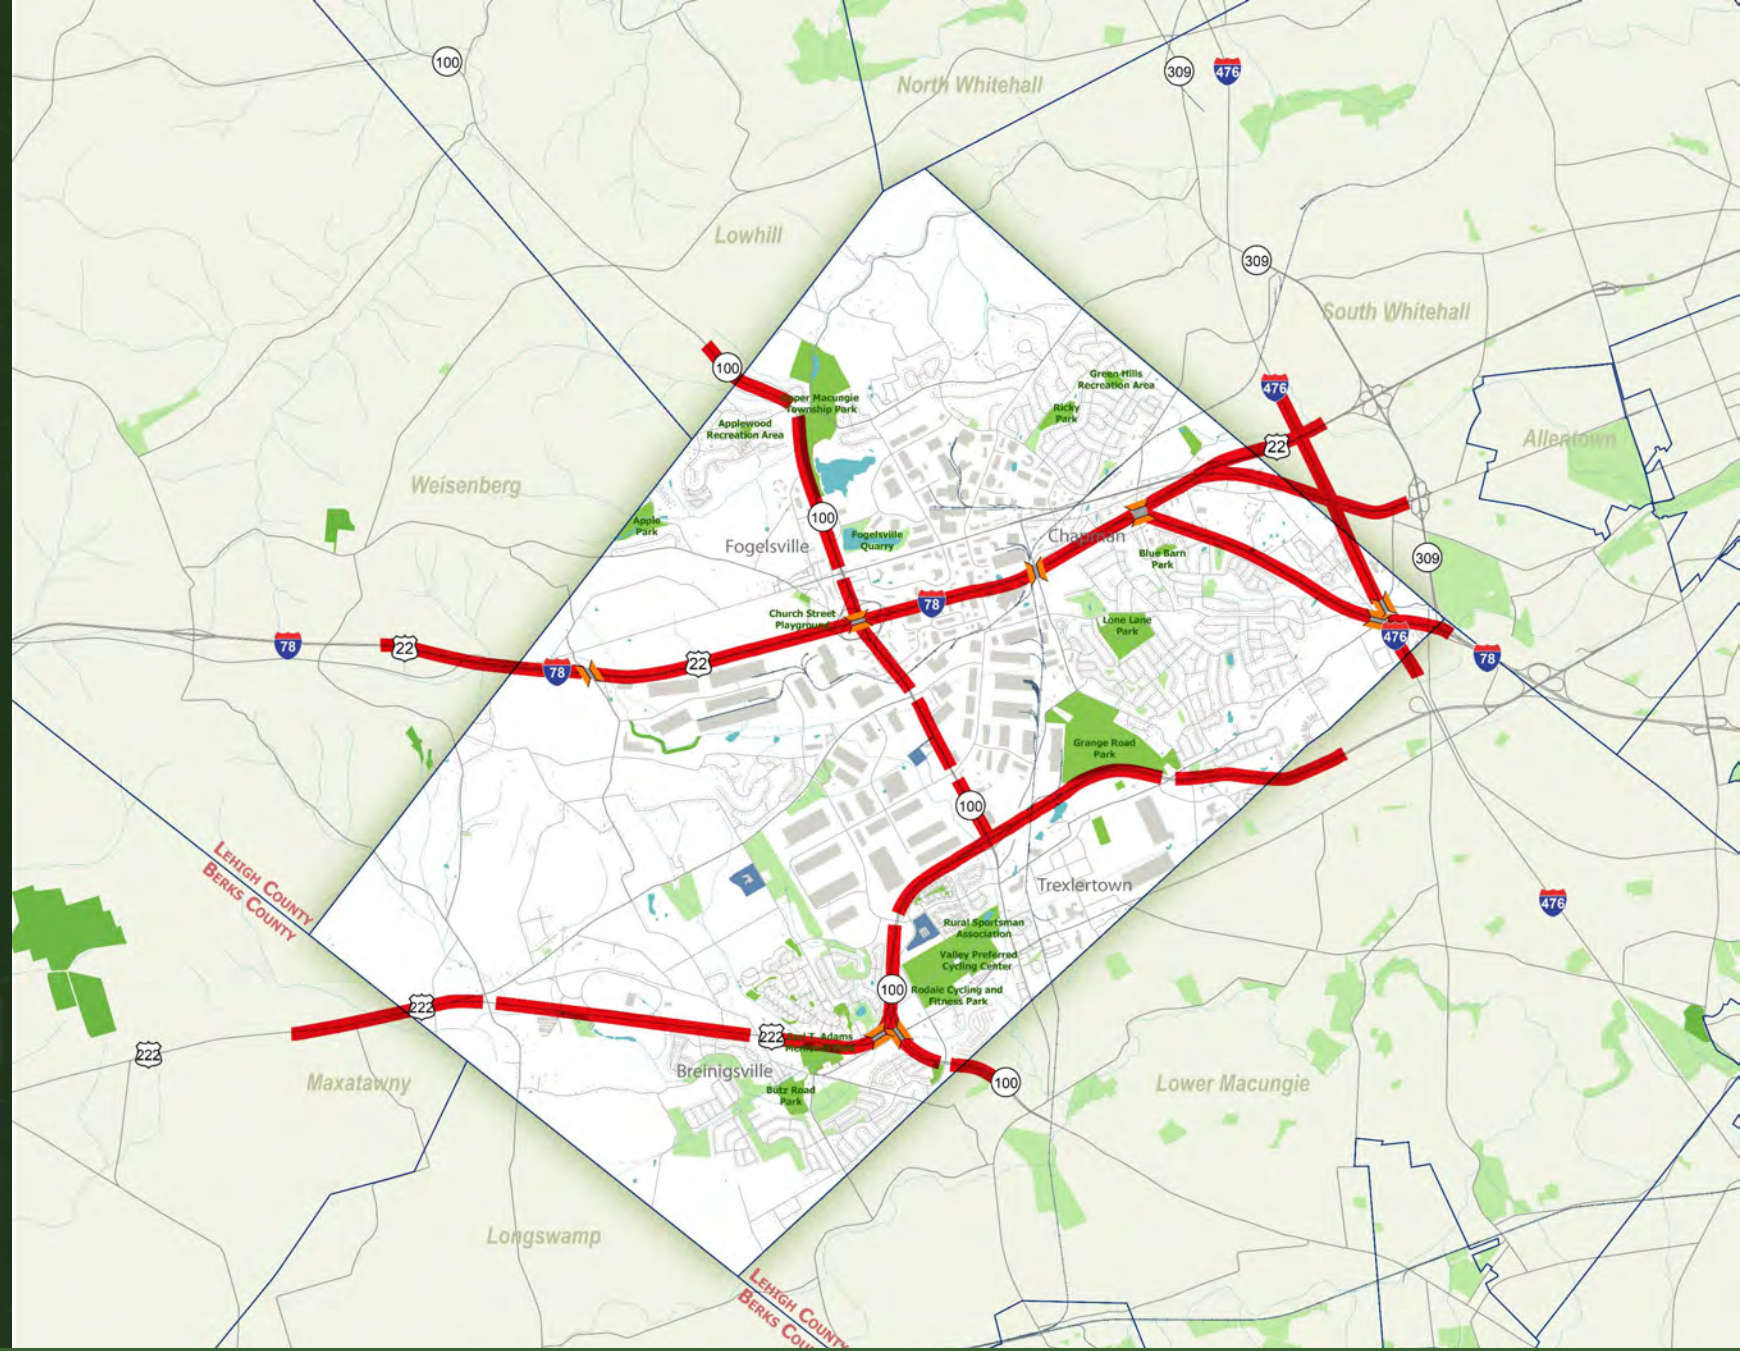 100
North Whitehall
309
476
Lowhill
309
South Whitehall
100
476
Green Hills
Recreation Area
Ricky
Park
Upper Macungie
Township Park
Applewood
Recreation Area
22
Allentown
Weisenberg
100
Apple
Park
Fogelsville
Fogelsville
Quarry
Chapman
Blue Barn
Park
309
78
Church Street
Playground
Lone Lane
Park
476
78
22
78
22
78
Grange Road
Park
100
LEHIGH COUNTY
BERKS COUNTY
Trexlertown
476
Rural Sportsman
Association
Valley Preferred
Cycling Center
100
Rodale Cycling and
Fitness Park
222
222
Adams
222
Breinigsville
Maxatawny
100
Lower Macungie
Butz Road
Park
Longswamp
LEHIGH COUNTY
BERKS